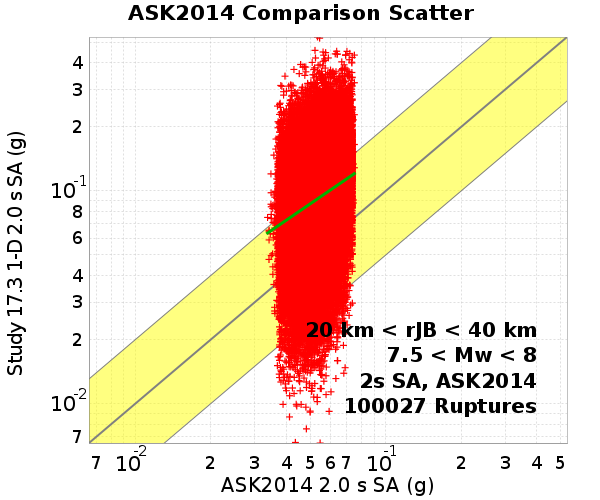 ASK2014 Comparison Scatter
Study 17.3 1-D 2.0 s SA (g)
4
3
2
10-1
8
6
4
3
2
10-2
7
20 km < rJB < 40 km
7.5 < Mw < 8
2s SA, ASK2014
100027 Ruptures
7 10-2 2 3 4 5 6 7 10-1 2 3 4 5
ASK2014 2.0 s SA (g)